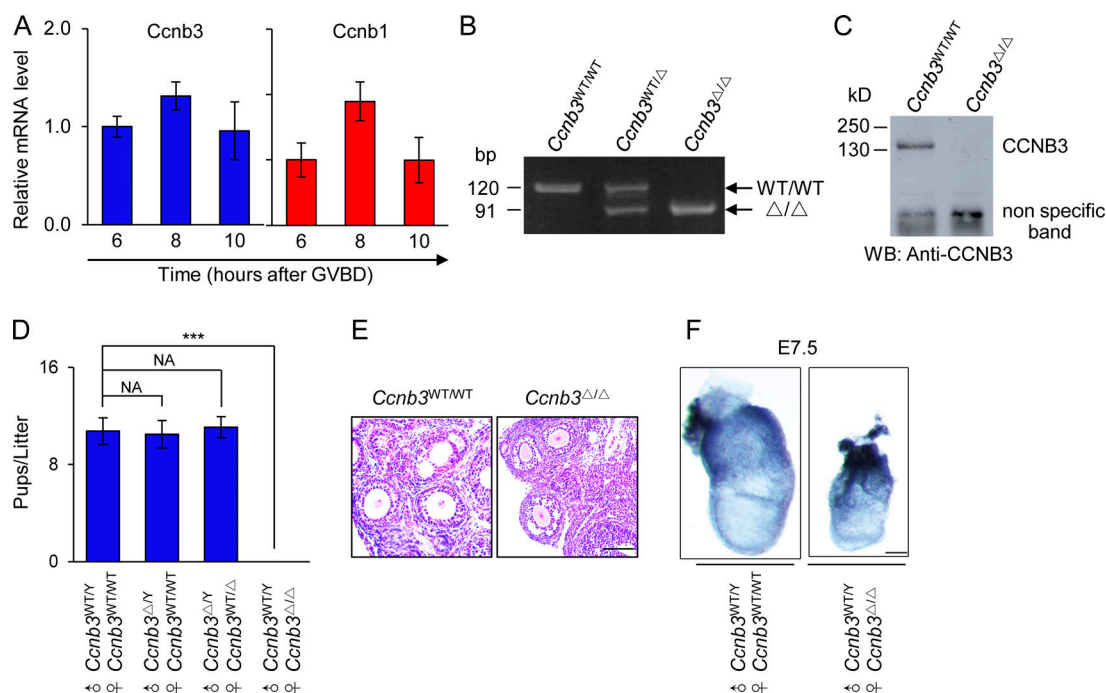 A
Ccnb3
Ccnb1
Relative mRNA level
2.0
1.0
0.0
6
8
10
6
8
10
Time (hours after GVBD)
B
Ccnb3WT/WT
Ccnb3WT/△
Ccnb3△/△
bp
120
WT/WT
91
△/△
C
Ccnb3WT/WT
Ccnb3△/△
kD
250
130
CCNB3
non specific
band
WB: Anti-CCNB3
D
***
NA
NA
Pups/Litter
16
8
0
♂ Ccnb3WT/Y
♀ Ccnb3WT/WT
♂ Ccnb3△/Y
♀ Ccnb3WT/WT
♂ Ccnb3△/Y
♀ Ccnb3WT/△
♂ Ccnb3WT/Y
♀ Ccnb3△/△
E
Ccnb3WT/WT
Ccnb3△/△
F
E7.5
♂ Ccnb3WT/Y
♀ Ccnb3WT/WT
♂ Ccnb3WT/Y
♀ Ccnb3△/△